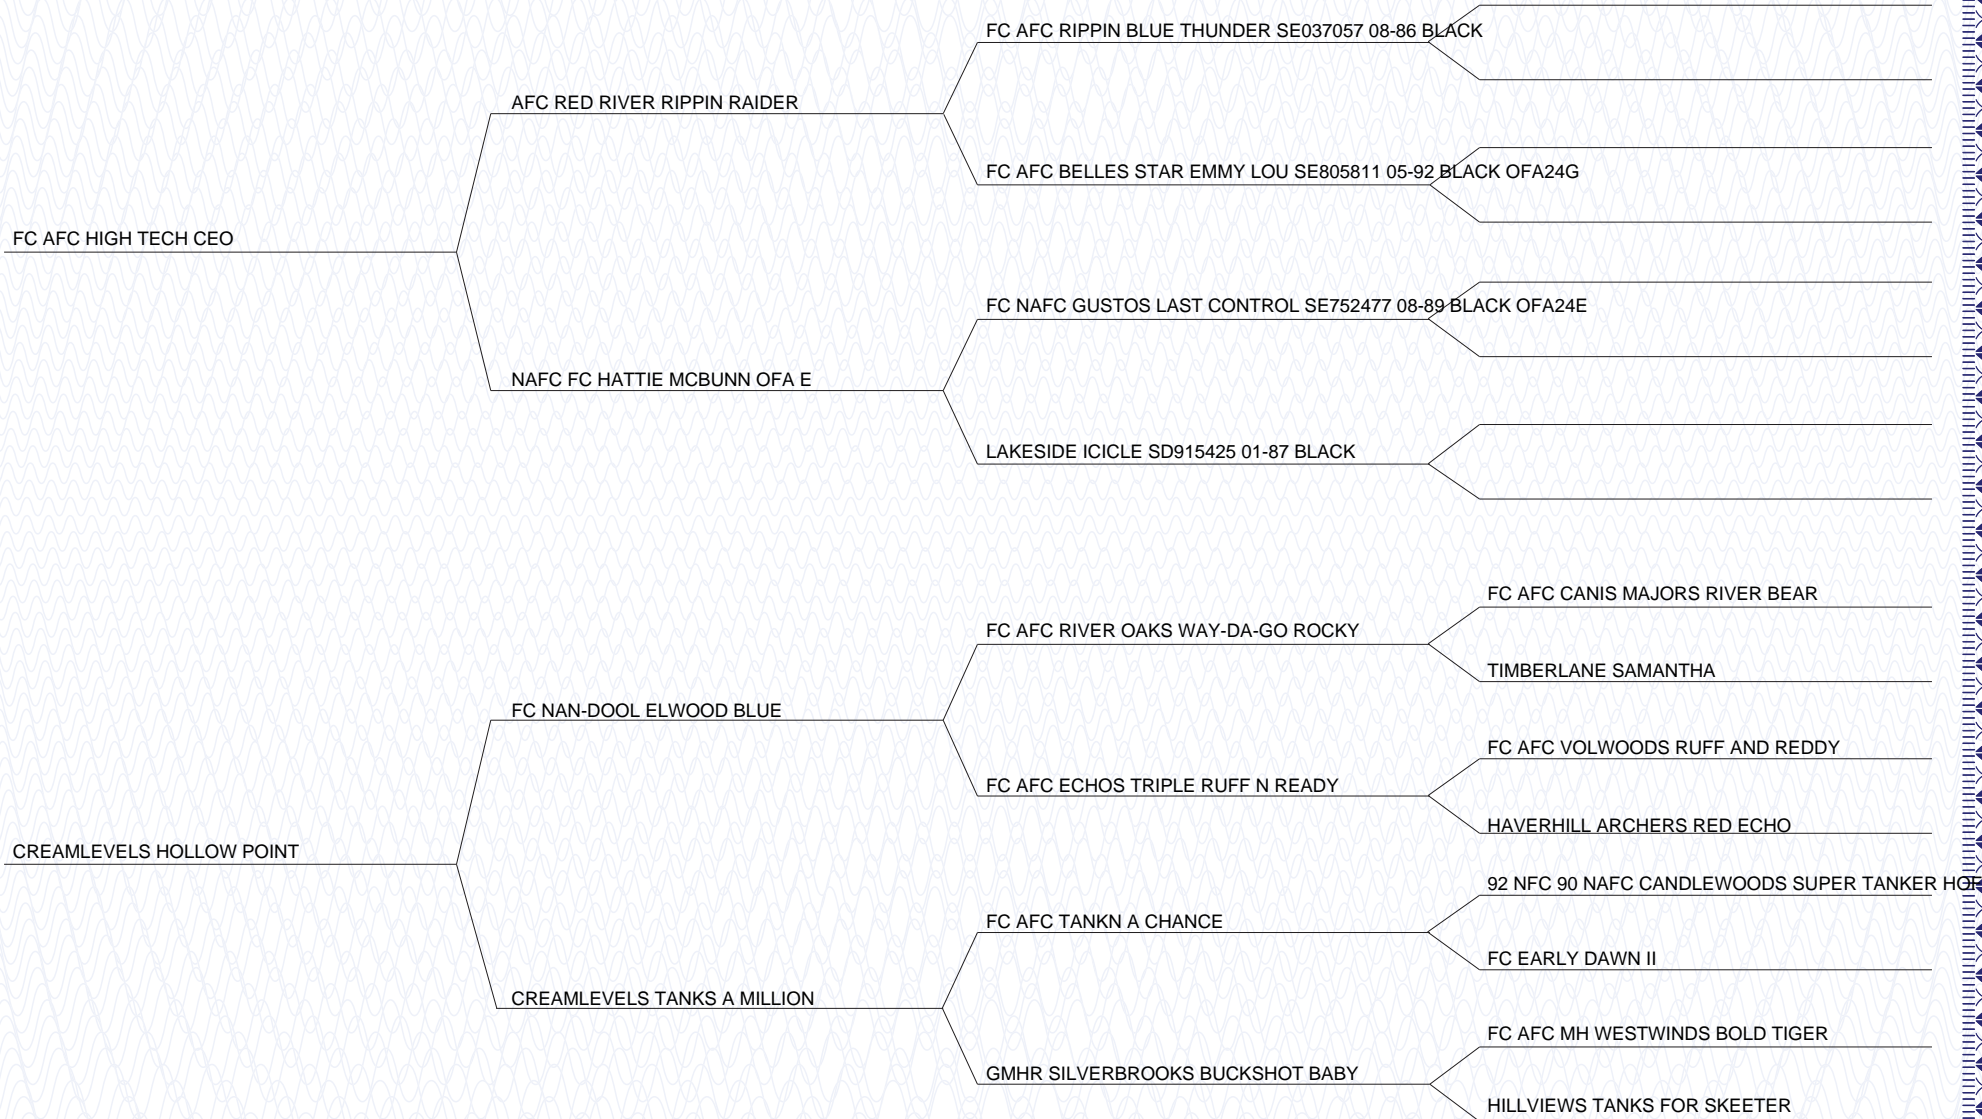 FC AFC RIPPIN BLUE THUNDER SE037057 08-86 BLACK
AFC RED RIVER RIPPIN RAIDER
FC AFC BELLES STAR EMMY LOU SE805811 05-92 BLACK OFA24G
FC AFC HIGH TECH CEO
FC NAFC GUSTOS LAST CONTROL SE752477 08-89 BLACK OFA24E
NAFC FC HATTIE MCBUNN OFA E
LAKESIDE ICICLE SD915425 01-87 BLACK
FC AFC CANIS MAJORS RIVER BEAR
FC AFC RIVER OAKS WAY-DA-GO ROCKY
TIMBERLANE SAMANTHA
FC NAN-DOOL ELWOOD BLUE
FC AFC VOLWOODS RUFF AND REDDY
FC AFC ECHOS TRIPLE RUFF N READY
HAVERHILL ARCHERS RED ECHO
CREAMLEVELS HOLLOW POINT
92 NFC 90 NAFC CANDLEWOODS SUPER TANKER
FC AFC TANKN A CHANCE
FC EARLY DAWN II
CREAMLEVELS TANKS A MILLION
FC AFC MH WESTWINDS BOLD TIGER
GMHR SILVERBROOKS BUCKSHOT BABY
HILLVIEWS TANKS FOR SKEETER